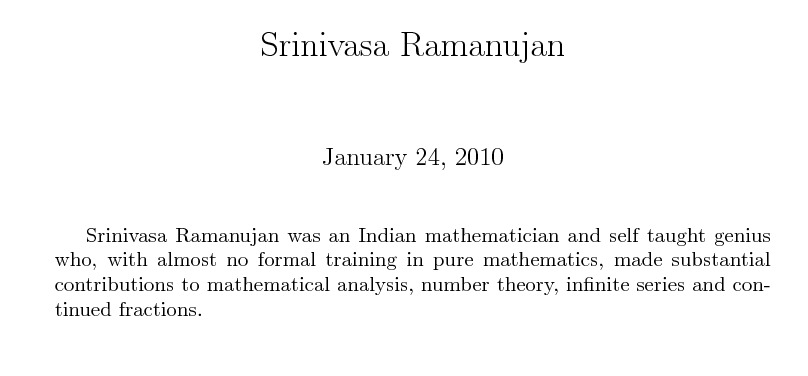 Srinivasa Ramanujan
January 24, 2010
Srinivasa Ramanujan was an Indian mathematician and self taught genius
who, with almost no formal training in pure mathematics, made substantial
contributions to mathematical analysis, number theory, infinite series and con-
tinued fractions.